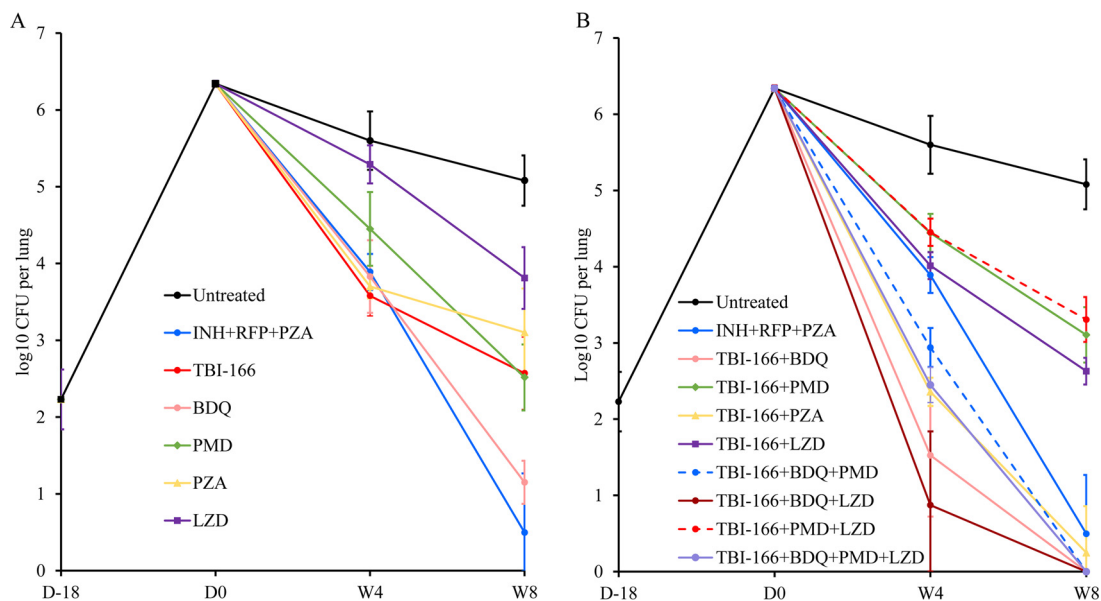 A
7
6
5
4
3
2
1
0
log10 CFU per lung
D-18
D0
W4
W8
Untreated
INH+RFP+PZA
TBI-166
BDQ
PMD
PZA
LZD
B
7
6
5
4
3
2
1
0
Log10 CFU per lung
D-18
D0
W4
W8
Untreated
INH+RFP+PZA
TBI-166+BDQ
TBI-166+PMD
TBI-166+PZA
TBI-166+LZD
TBI-166+BDQ+PMD
TBI-166+BDQ+LZD
TBI-166+PMD+LZD
TBI-166+BDQ+PMD+LZD